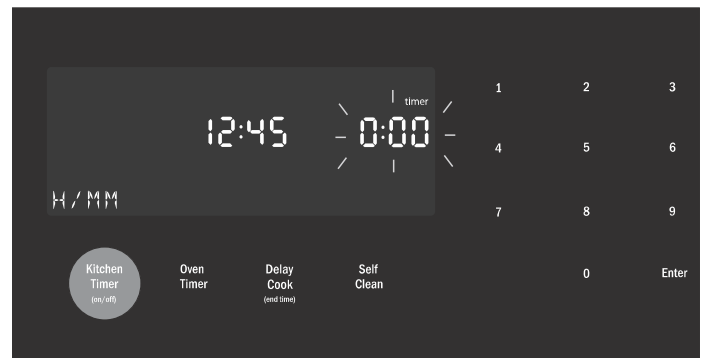 timer
12:45 0:00
H/MM
1 2 3
4 5 6
7 8 9
0 Enter
Kitchen
Timer
(on/off)
Oven
Timer
Delay
Cook
(end time)
Self
Clean